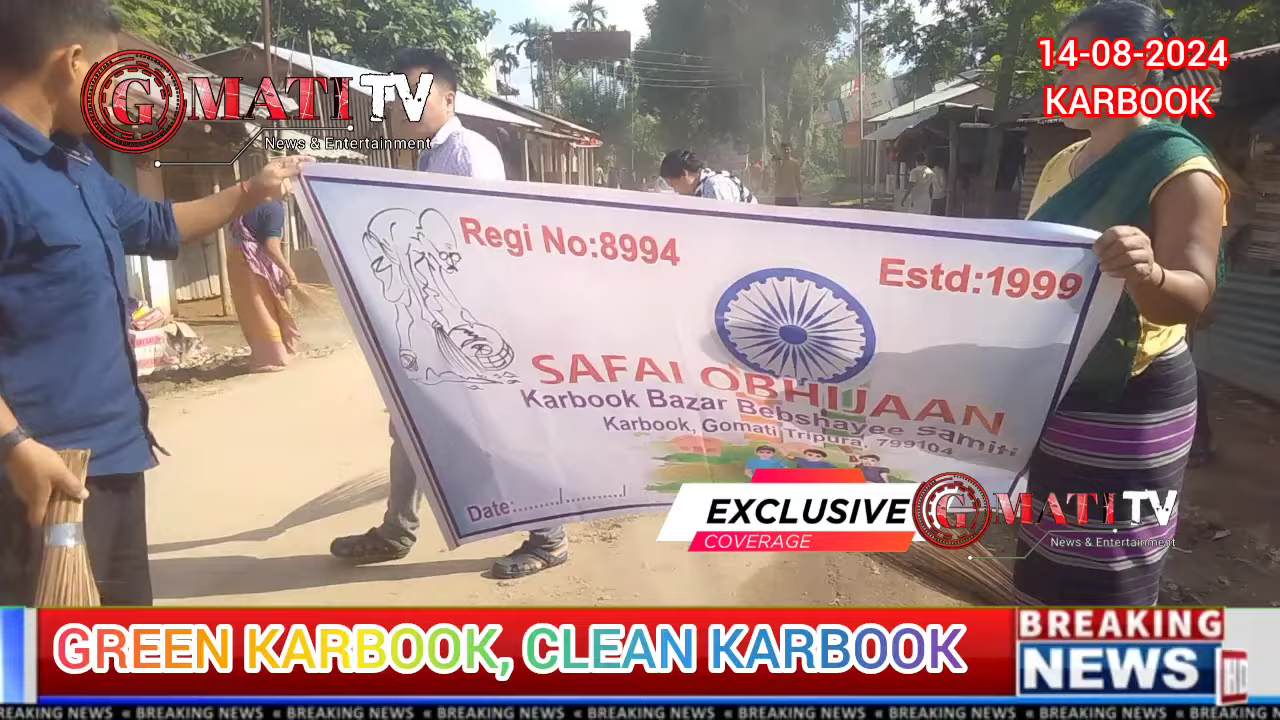 GMATI TV
News & Entertainment
14-08-2024
KARBOOK
Regi No:8994
Estd:1999
SAFAI OBHIJAAN
Karbook Bazar Bebshayee samiti
Karbook, Gomati Tripura, 799104
Date:........../............/
EXCLUSIVE
COVERAGE
GMATI TV
News & Entertainment
GREEN KARBOOK, CLEAN KARBOOK
BREAKING
NEWS
HD
BREAKING NEWS « BREAKING NEWS « BREAKING NEWS « BREAKING NEWS « BREAKING NEWS « BREAKING NEWS « BREAKING NEWS « BREAKING NEWS «